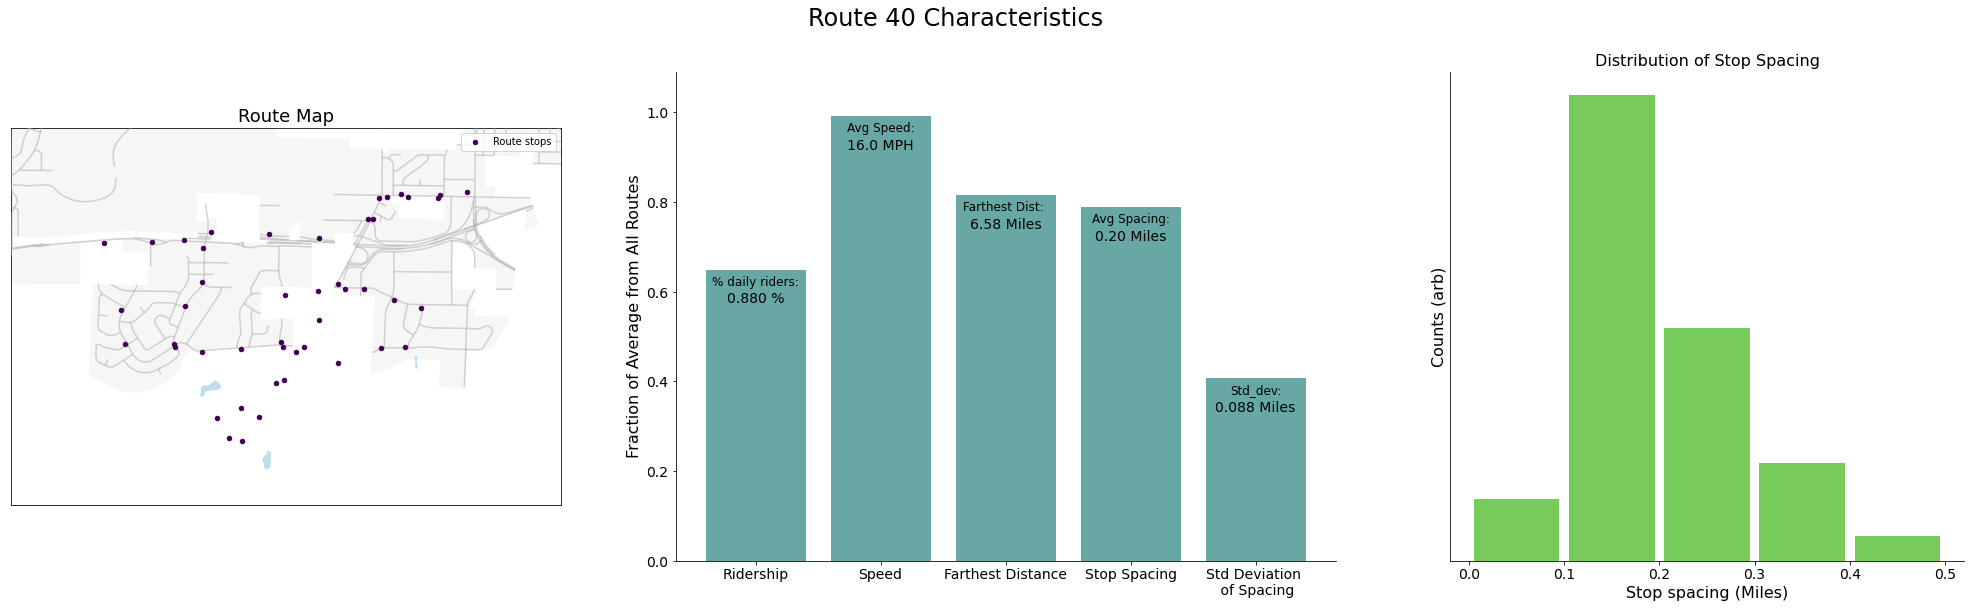 Route 40 Characteristics
Route Map
Route stops
Fraction of Average from All Routes
1.0
0.8
0.6
0.4
0.2
0.0
% daily riders:
0.880 %
Avg Speed:
16.0 MPH
Farthest Dist:
6.58 Miles
Avg Spacing:
0.20 Miles
Std_dev:
0.088 Miles
Ridership
Speed
Farthest Distance
Stop Spacing
Std Deviation
of Spacing
Distribution of Stop Spacing
Counts (arb)
0.0
0.1
0.2
0.3
0.4
0.5
Stop spacing (Miles)